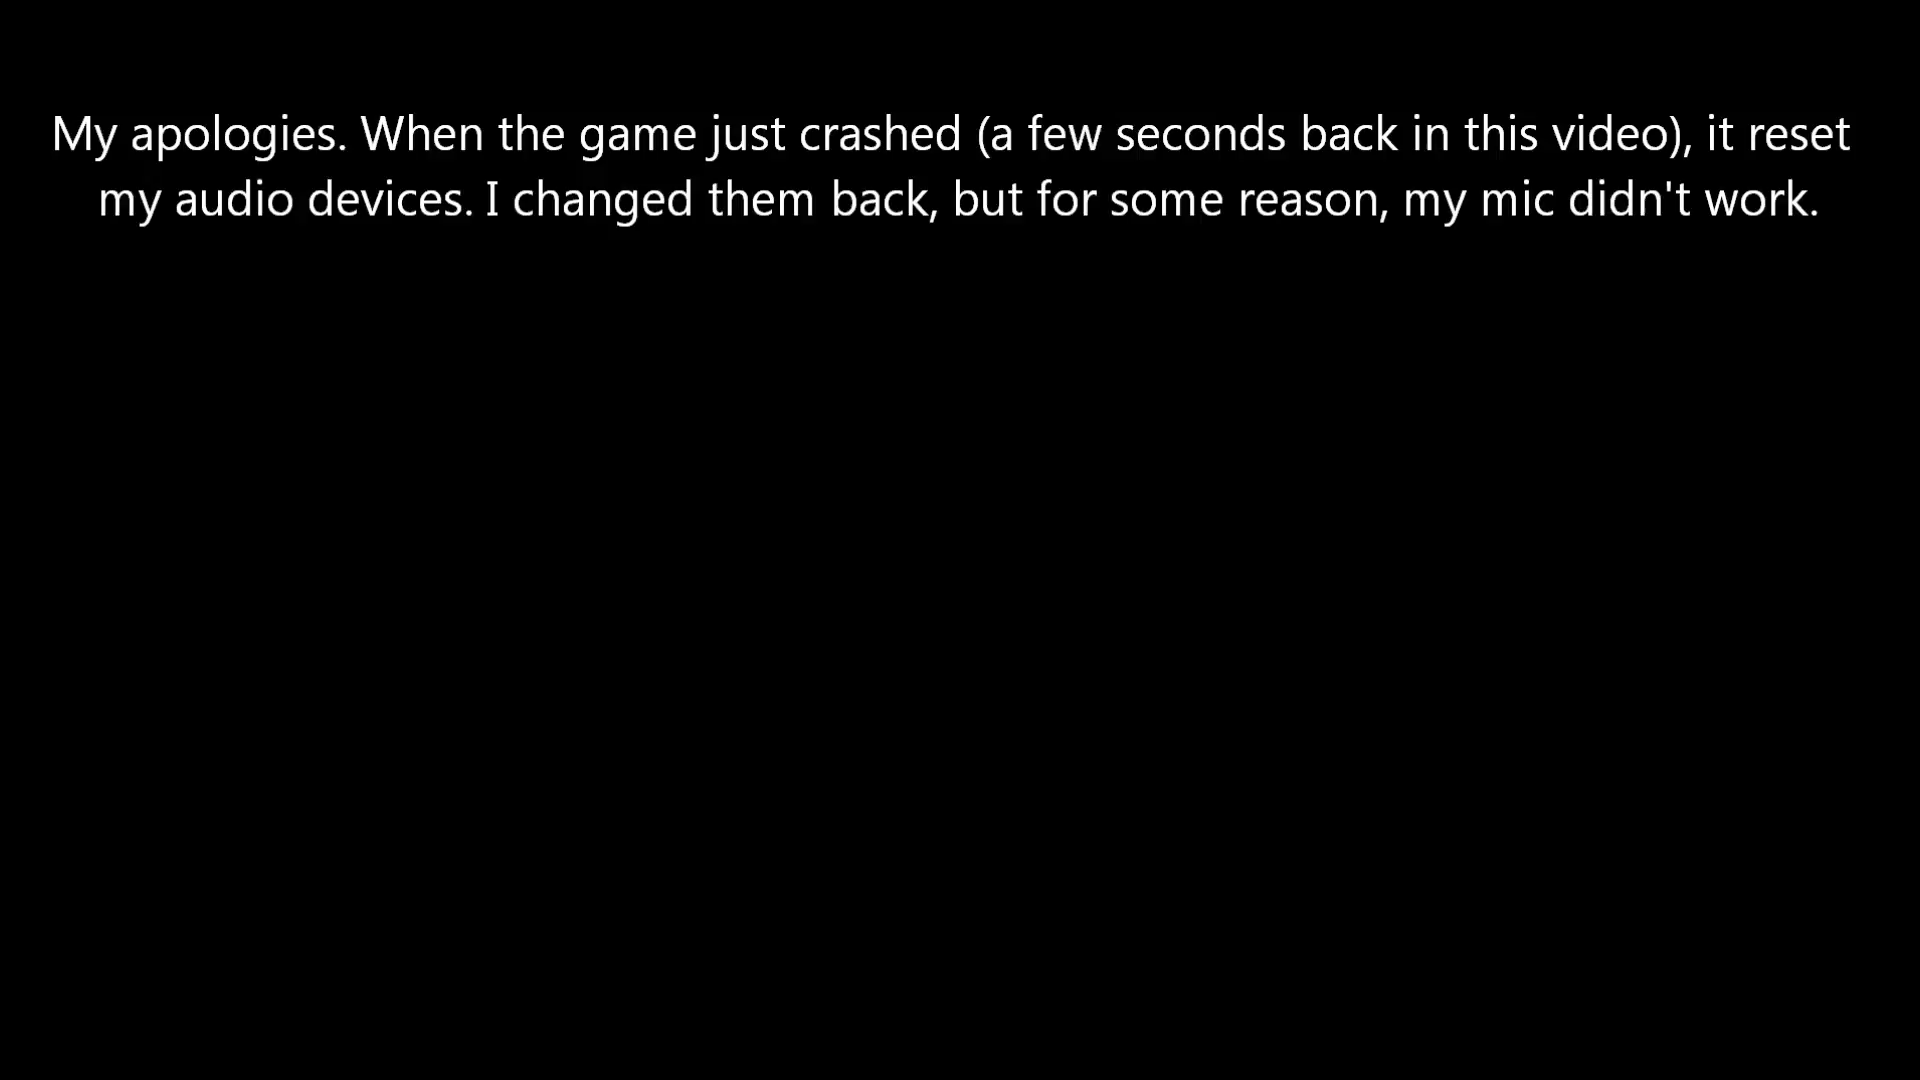 My apologies. When the game just crashed (a few seconds back in this video), it reset
my audio devices. I changed them back, but for some reason, my mic didn't work.